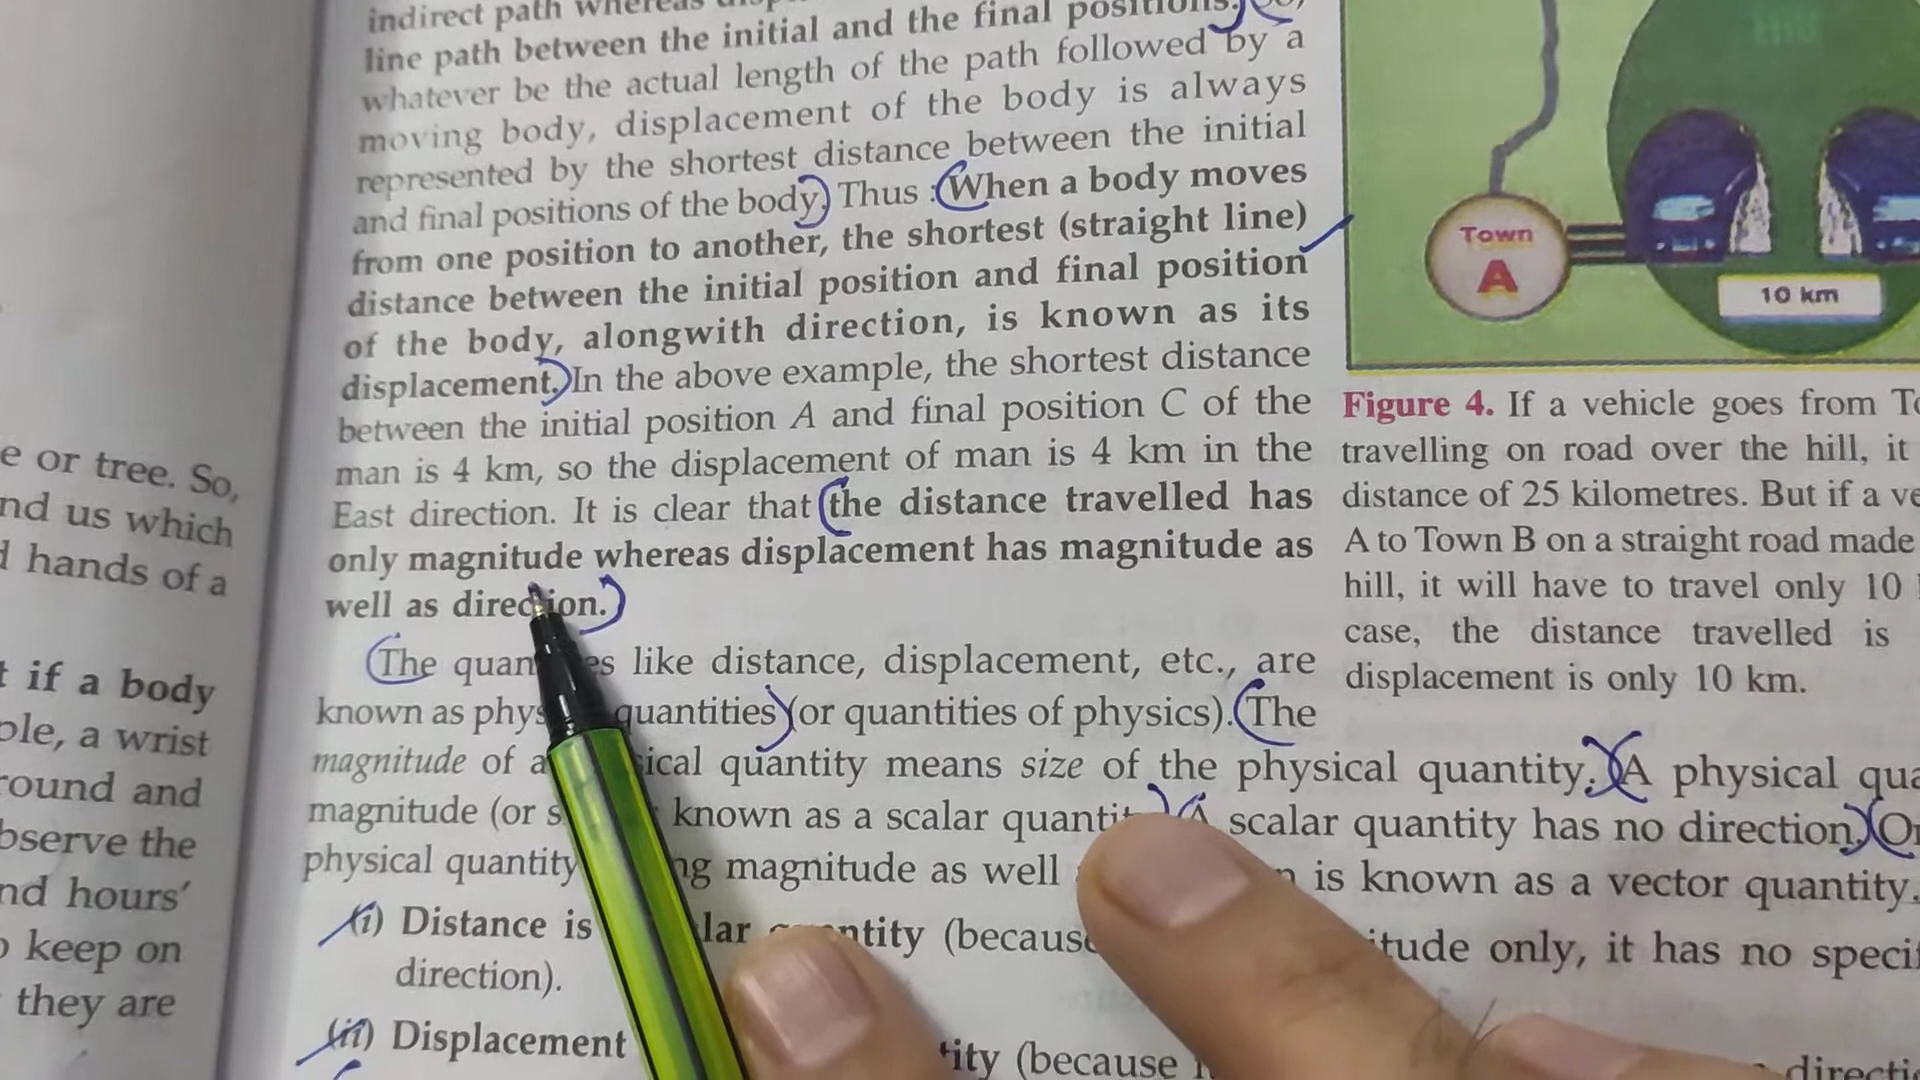 e or tree. So,
nd us which
d hands of a
t if a body
ple, a wrist
round and
bserve the
nd hours'
o keep on
they are
indirect path whereas
line path between the initial and the final positions.
whatever be the actual length of the path followed by a
moving body, displacement of the body is always
represented by the shortest distance between the initial
and final positions of the body. Thus : When a body moves
from one position to another, the shortest (straight line)
distance between the initial position and final position
of the body, alongwith direction, is known as its
displacement. In the above example, the shortest distance
between the initial position A and final position C of the
man is 4 km, so the displacement of man is 4 km in the
East direction. It is clear that the distance travelled has
only magnitude whereas displacement has magnitude as
well as direction.
The quan es like distance, displacement, etc., are
known as phys quantities (or quantities of physics). The
magnitude of a ical quantity means size of the physical quantity. A physical qua
magnitude (or s known as a scalar quantit A scalar quantity has no direction. On
physical quantity ng magnitude as well n is known as a vector quantity.
(i) Distance is lar ntity (because itude only, it has no specif
direction).
(ii) Displacement tity (because directi
Town
A
10 km
Figure 4. If a vehicle goes from To
travelling on road over the hill, it
distance of 25 kilometres. But if a ve
A to Town B on a straight road made
hill, it will have to travel only 10
case, the distance travelled is
displacement is only 10 km.